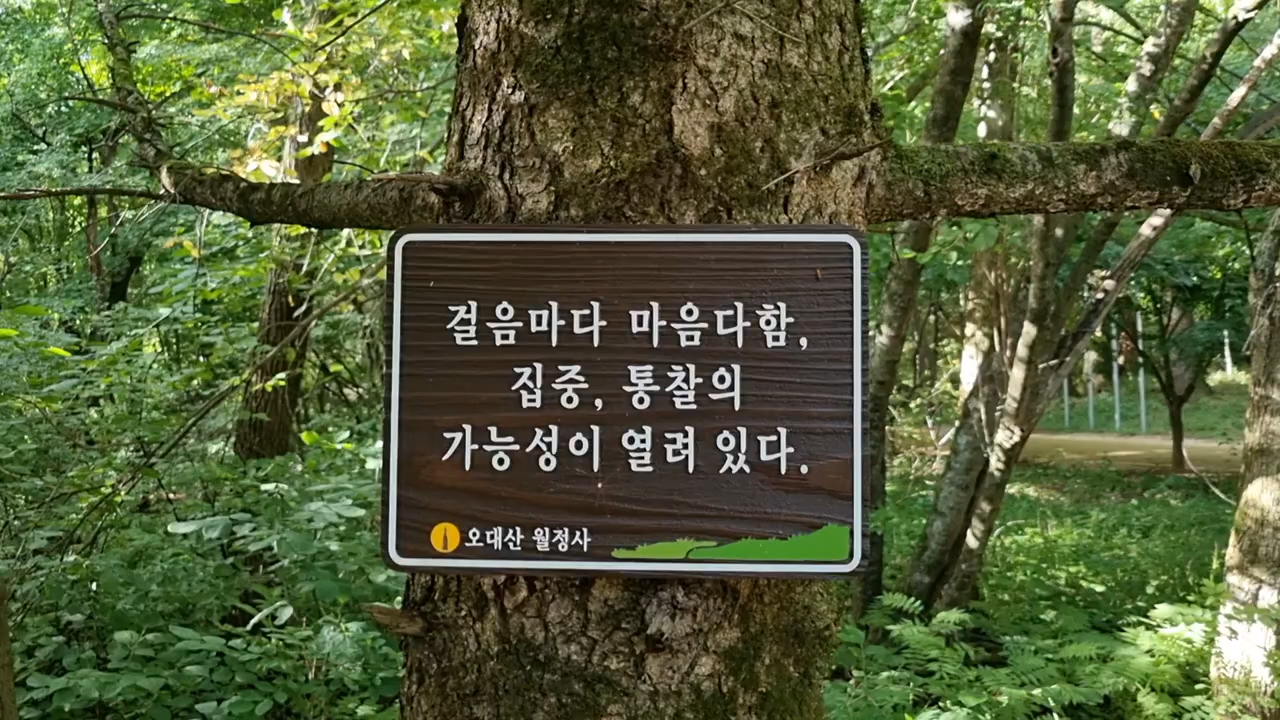 걸음마다 마음다함,
집중, 통찰의
가능성이 열려 있다.
오대산 월정사